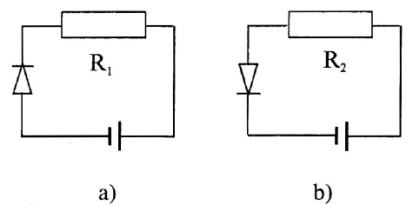 R₁ R₂
a) b)